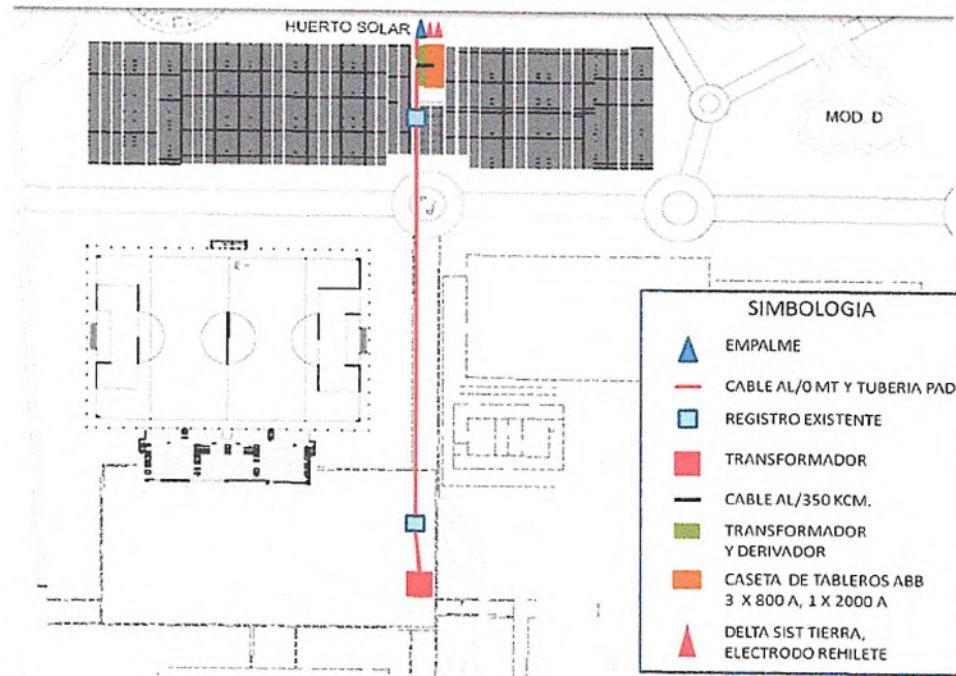 HUERTO SOLAR
MOD. D
SIMBOLOGIA
EMPALME
CABLE AL/0 MT Y TUBERIA PAD
REGISTRO EXISTENTE
TRANSFORMADOR
CABLE AL/350 KCM.
TRANSFORMADOR
Y DERIVADOR
CASETA DE TABLEROS ABB
3 X 800 A, 1 X 2000 A
DELTA SIST TIERRA,
ELECTRODO REHILETE